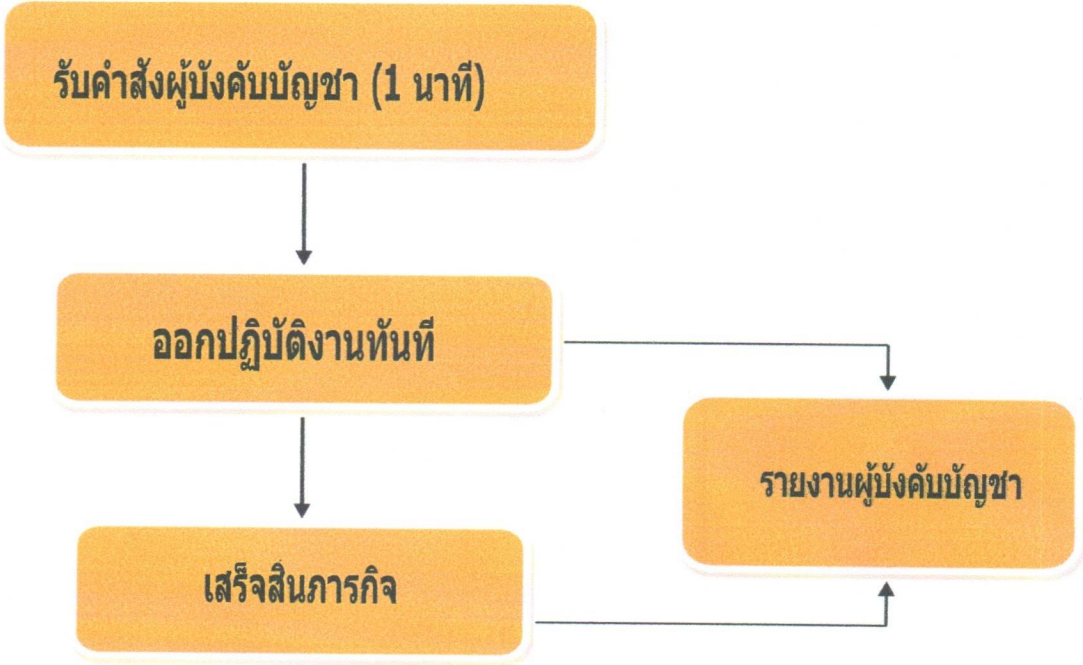 รับคำสั่งผู้บังคับบัญชา (1 นาที)
ออกปฏิบัติงานทันที
รายงานผู้บังคับบัญชา
เสร็จสิ้นภารกิจ